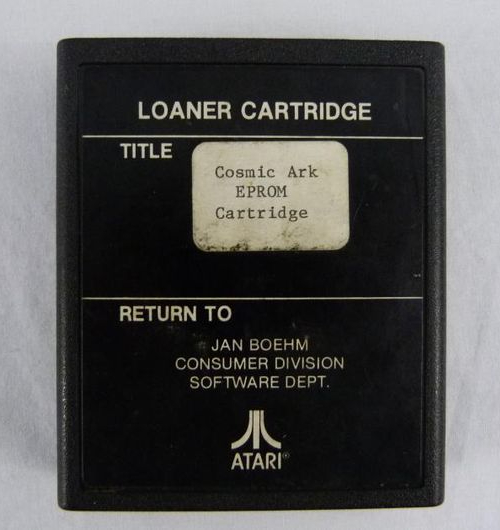 LOANER CARTRIDGE
TITLE
Cosmic Ark
EPROM
Cartridge
RETURN TO
JAN BOEHM
CONSUMER DIVISION
SOFTWARE DEPT.
ATARI®